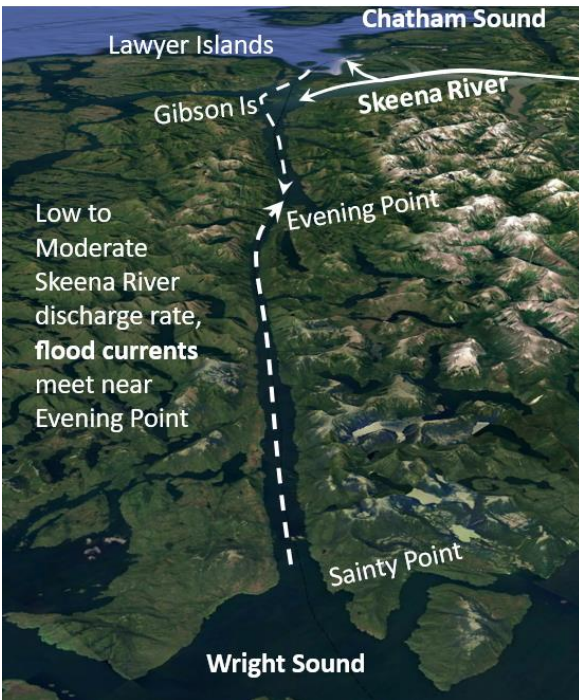 Chatham Sound
Lawyer Islands
Skeena River
Gibson Is
Evening Point
Low to
Moderate
Skeena River
discharge rate,
flood currents
meet near
Evening Point
Sainty Point
Wright Sound